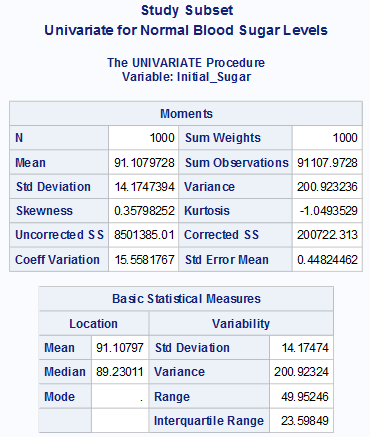 Study Subset
Univariate for Normal Blood Sugar Levels
The UNIVARIATE Procedure
Variable: Initial_Sugar
Moments
N 1000 Sum Weights 1000
Mean 91.1079728 Sum Observations 91107.9728
Std Deviation 14.1747394 Variance 200.923236
Skewness 0.35798252 Kurtosis -1.0493529
Uncorrected SS 8501385.01 Corrected SS 200722.313
Coeff Variation 15.5581767 Std Error Mean 0.44824462
Basic Statistical Measures
Location Variability
Mean 91.10797 Std Deviation 14.17474
Median 89.23011 Variance 200.92324
Mode . Range 49.95246
Interquartile Range 23.59849